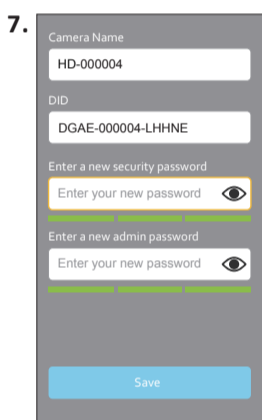 7.
Camera Name
HD-000004
DID
DGAE-000004-LHHNE
Enter a new security password
Enter your new password
Enter a new admin password
Enter your new password
Save